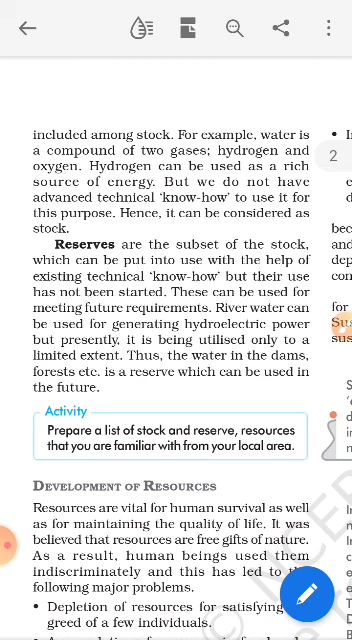 included among stock. For example, water is
a compound of two gases; hydrogen and
oxygen. Hydrogen can be used as a rich
source of energy. But we do not have
advanced technical ‘know-how’ to use it for
this purpose. Hence, it can be considered as
stock.
Reserves are the subset of the stock,
which can be put into use with the help of
existing technical ‘know-how’ but their use
has not been started. These can be used for
meeting future requirements. River water can
be used for generating hydroelectric power
but presently, it is being utilised only to a
limited extent. Thus, the water in the dams,
forests etc. is a reserve which can be used in
the future.
Activity
Prepare a list of stock and reserve, resources
that you are familiar with from your local area.
DEVELOPMENT OF RESOURCES
Resources are vital for human survival as well
as for maintaining the quality of life. It was
believed that resources are free gifts of nature.
As a result, human beings used them
indiscriminately and this has led to
following major problems.
• Depletion of resources for satisfying
greed of a few individuals.
2
bec
and
dep
con
for
sus